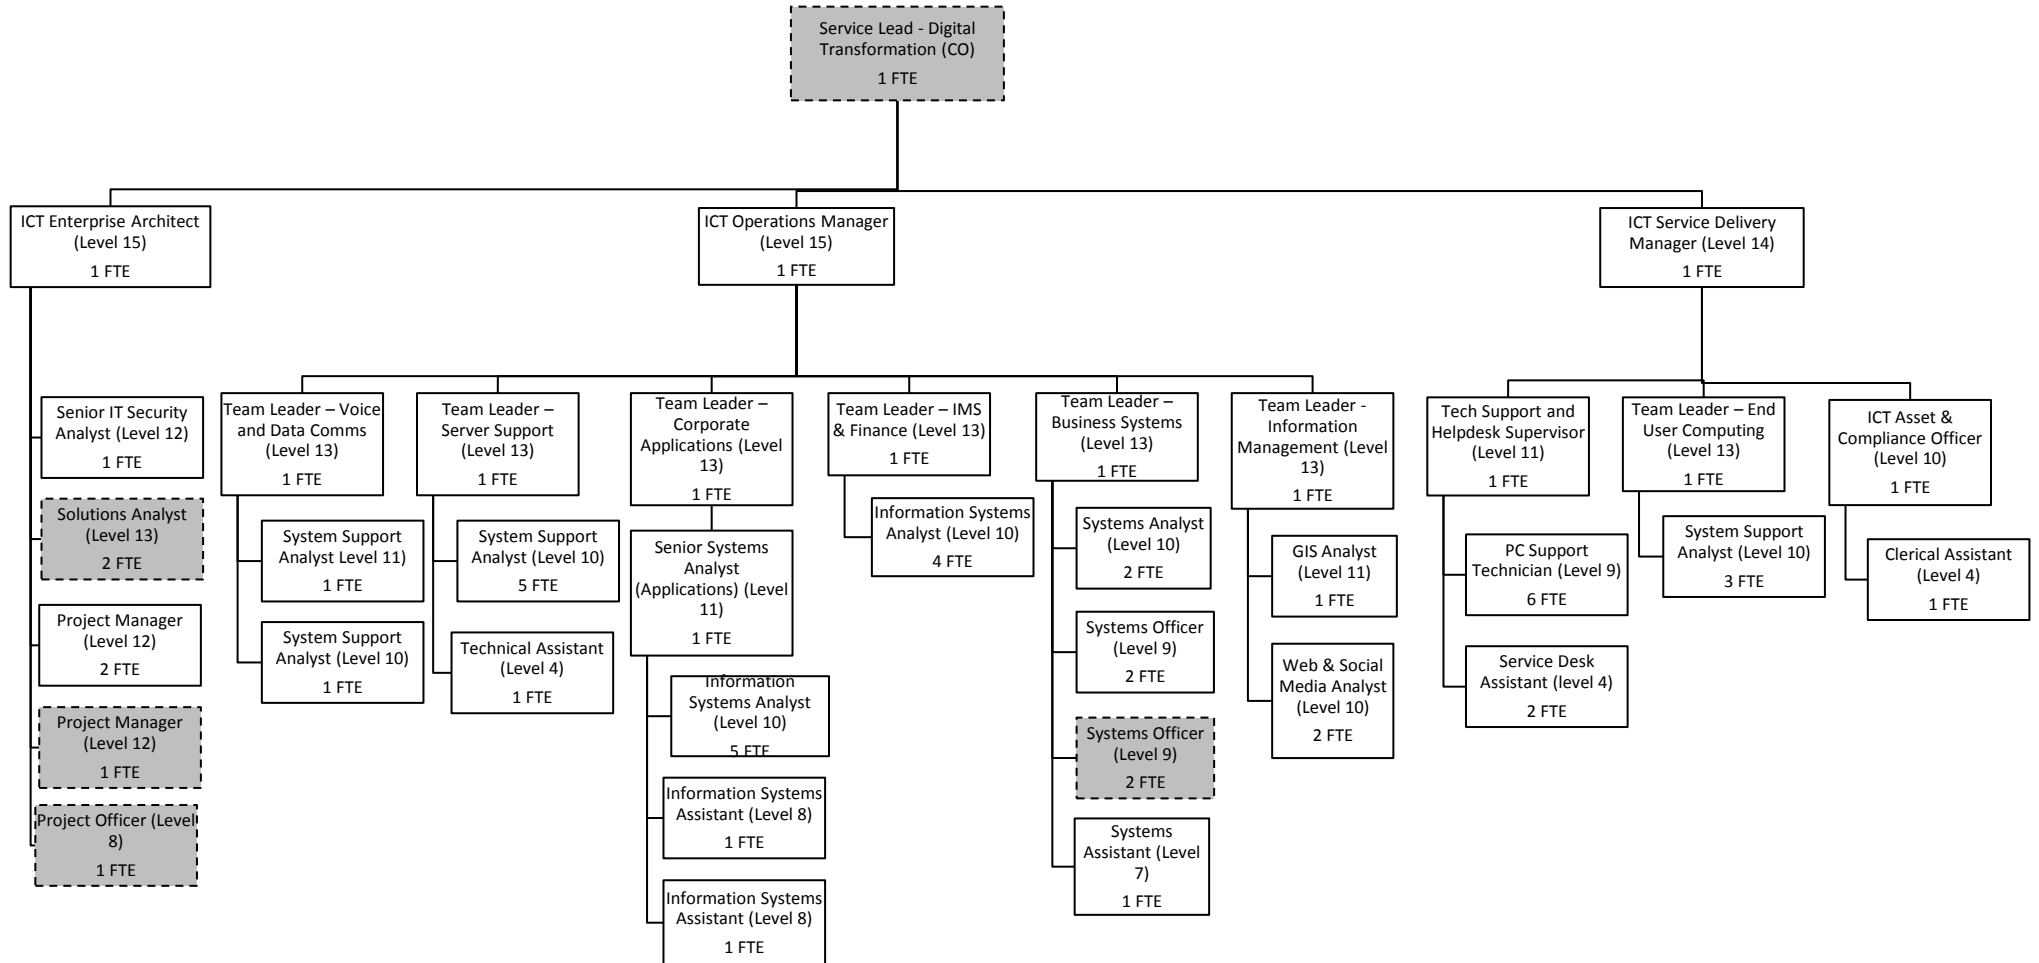 Service Lead - Digital
Transformation (CO)
1 FTE
ICT Enterprise Architect
(Level 15)
1 FTE
ICT Operations Manager
(Level 15)
1 FTE
ICT Service Delivery
Manager (Level 14)
1 FTE
Senior IT Security
Analyst (Level 12)
1 FTE
Solutions Analyst
(Level 13)
2 FTE
Project Manager
(Level 12)
2 FTE
Project Manager
(Level 12)
1 FTE
Project Officer (Level
8)
1 FTE
Team Leader – Voice
and Data Comms
(Level 13)
1 FTE
System Support
Analyst Level 11)
1 FTE
System Support
Analyst (Level 10)
1 FTE
Team Leader –
Server Support
(Level 13)
1 FTE
System Support
Analyst (Level 10)
5 FTE
Technical Assistant
(Level 4)
1 FTE
Team Leader –
Corporate
Applications (Level
13)
1 FTE
Senior Systems
Analyst
(Applications) (Level
11)
1 FTE
Information
Systems Analyst
(Level 10)
5 FTE
Information Systems
Assistant (Level 8)
1 FTE
Information Systems
Assistant (Level 8)
1 FTE
Team Leader – IMS
& Finance (Level 13)
1 FTE
Information Systems
Analyst (Level 10)
4 FTE
Team Leader –
Business Systems
(Level 13)
1 FTE
Systems Analyst
(Level 10)
2 FTE
Systems Officer
(Level 9)
2 FTE
Systems Officer
(Level 9)
2 FTE
Systems
Assistant (Level
7)
1 FTE
Team Leader -
Information
Management (Level
13)
1 FTE
GIS Analyst
(Level 11)
1 FTE
Web & Social
Media Analyst
(Level 10)
2 FTE
Tech Support and
Helpdesk Supervisor
(Level 11)
1 FTE
PC Support
Technician (Level 9)
6 FTE
Service Desk
Assistant (level 4)
2 FTE
Team Leader – End
User Computing
(Level 13)
1 FTE
System Support
Analyst (Level 10)
3 FTE
ICT Asset &
Compliance Officer
(Level 10)
1 FTE
Clerical Assistant
(Level 4)
1 FTE